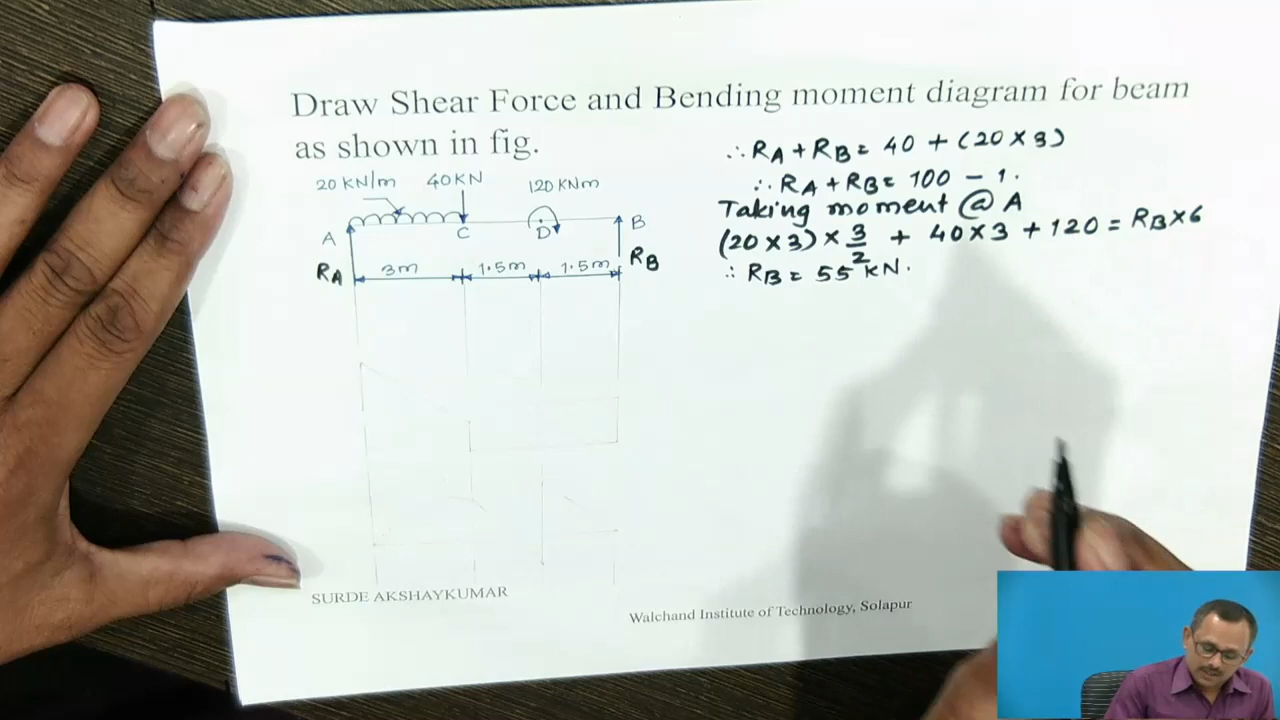 Draw Shear Force and Bending moment diagram for beam
as shown in fig.
∴ RA + RB = 40 + (20 × 3)
∴ RA + RB = 100 — 1.
Taking moment @ A
(20 × 3) × 3/2 + 40 × 3 + 120 = RB × 6
∴ RB = 55 KN.
20 KN/m 40KN 120 KNm
A C D B
RA 3m 1.5m 1.5m RB
SURDE AKSHAYKUMAR
Walchand Institute of Technology, Solapur